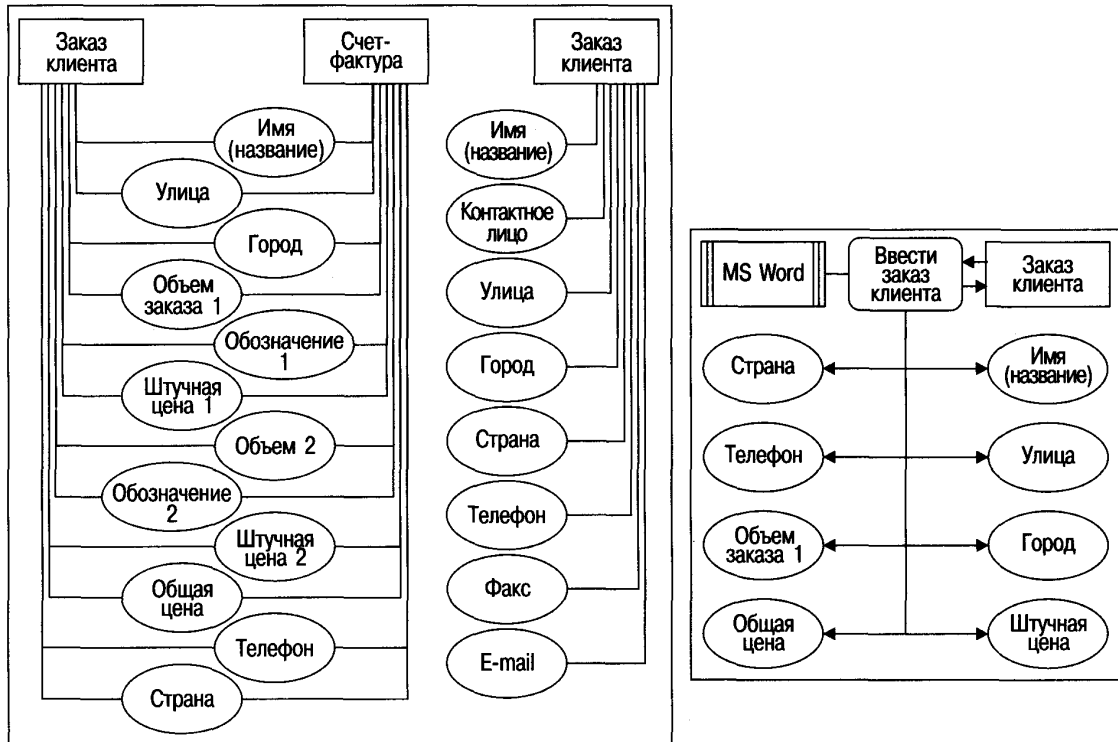 Заказ
клиента
Счет-
фактура
Заказ
клиента
Имя
(название)
Улица
Город
Объем
заказа 1
Обозначение
1
Штучная
цена 1
Объем 2
Обозначение
2
Штучная
цена 2
Общая
цена
Телефон
Страна
Имя
(название)
Контактное
лицо
Улица
Город
Страна
Телефон
Факс
E-mail
MS Word
Ввести
заказ
клиента
Заказ
клиента
Страна
Имя
(название)
Телефон
Улица
Объем
заказа 1
Город
Общая
цена
Штучная
цена